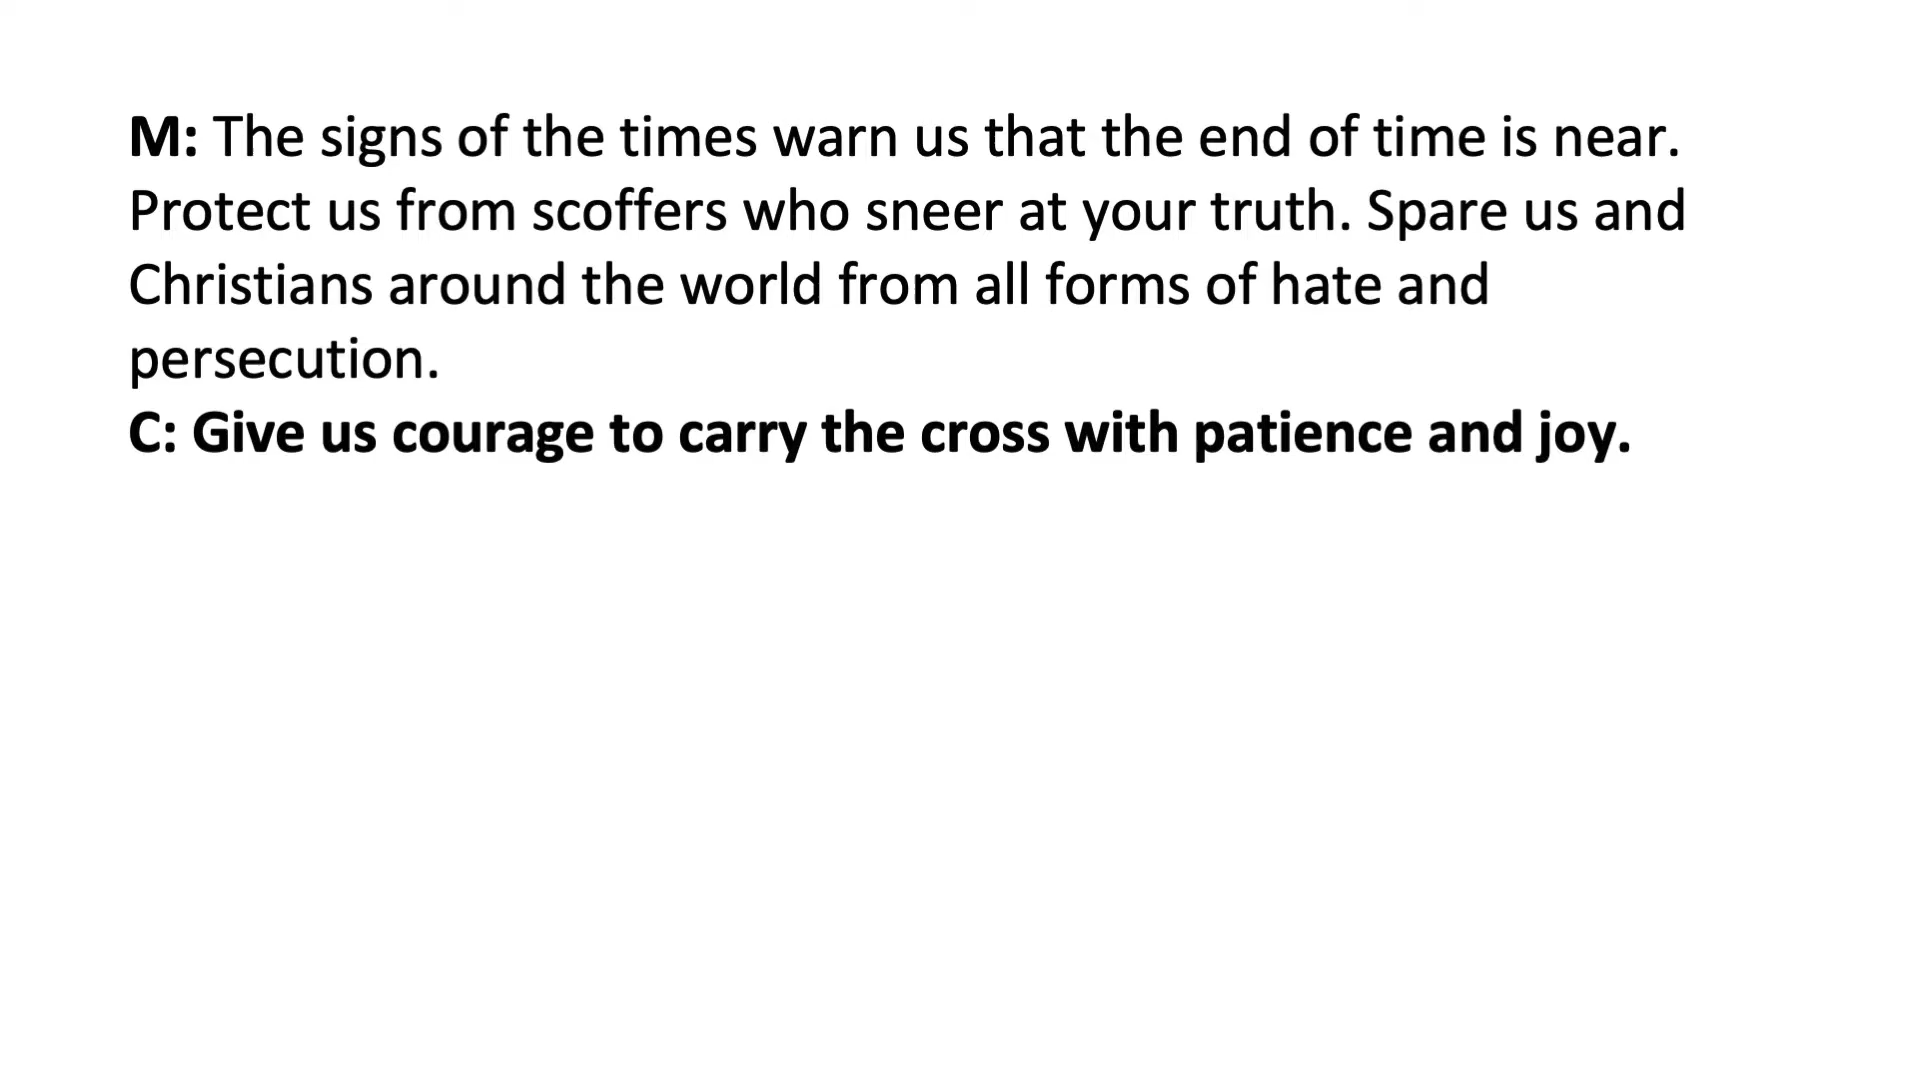 M: The signs of the times warn us that the end of time is near.
Protect us from scoffers who sneer at your truth. Spare us and
Christians around the world from all forms of hate and
persecution.
C: Give us courage to carry the cross with patience and joy.